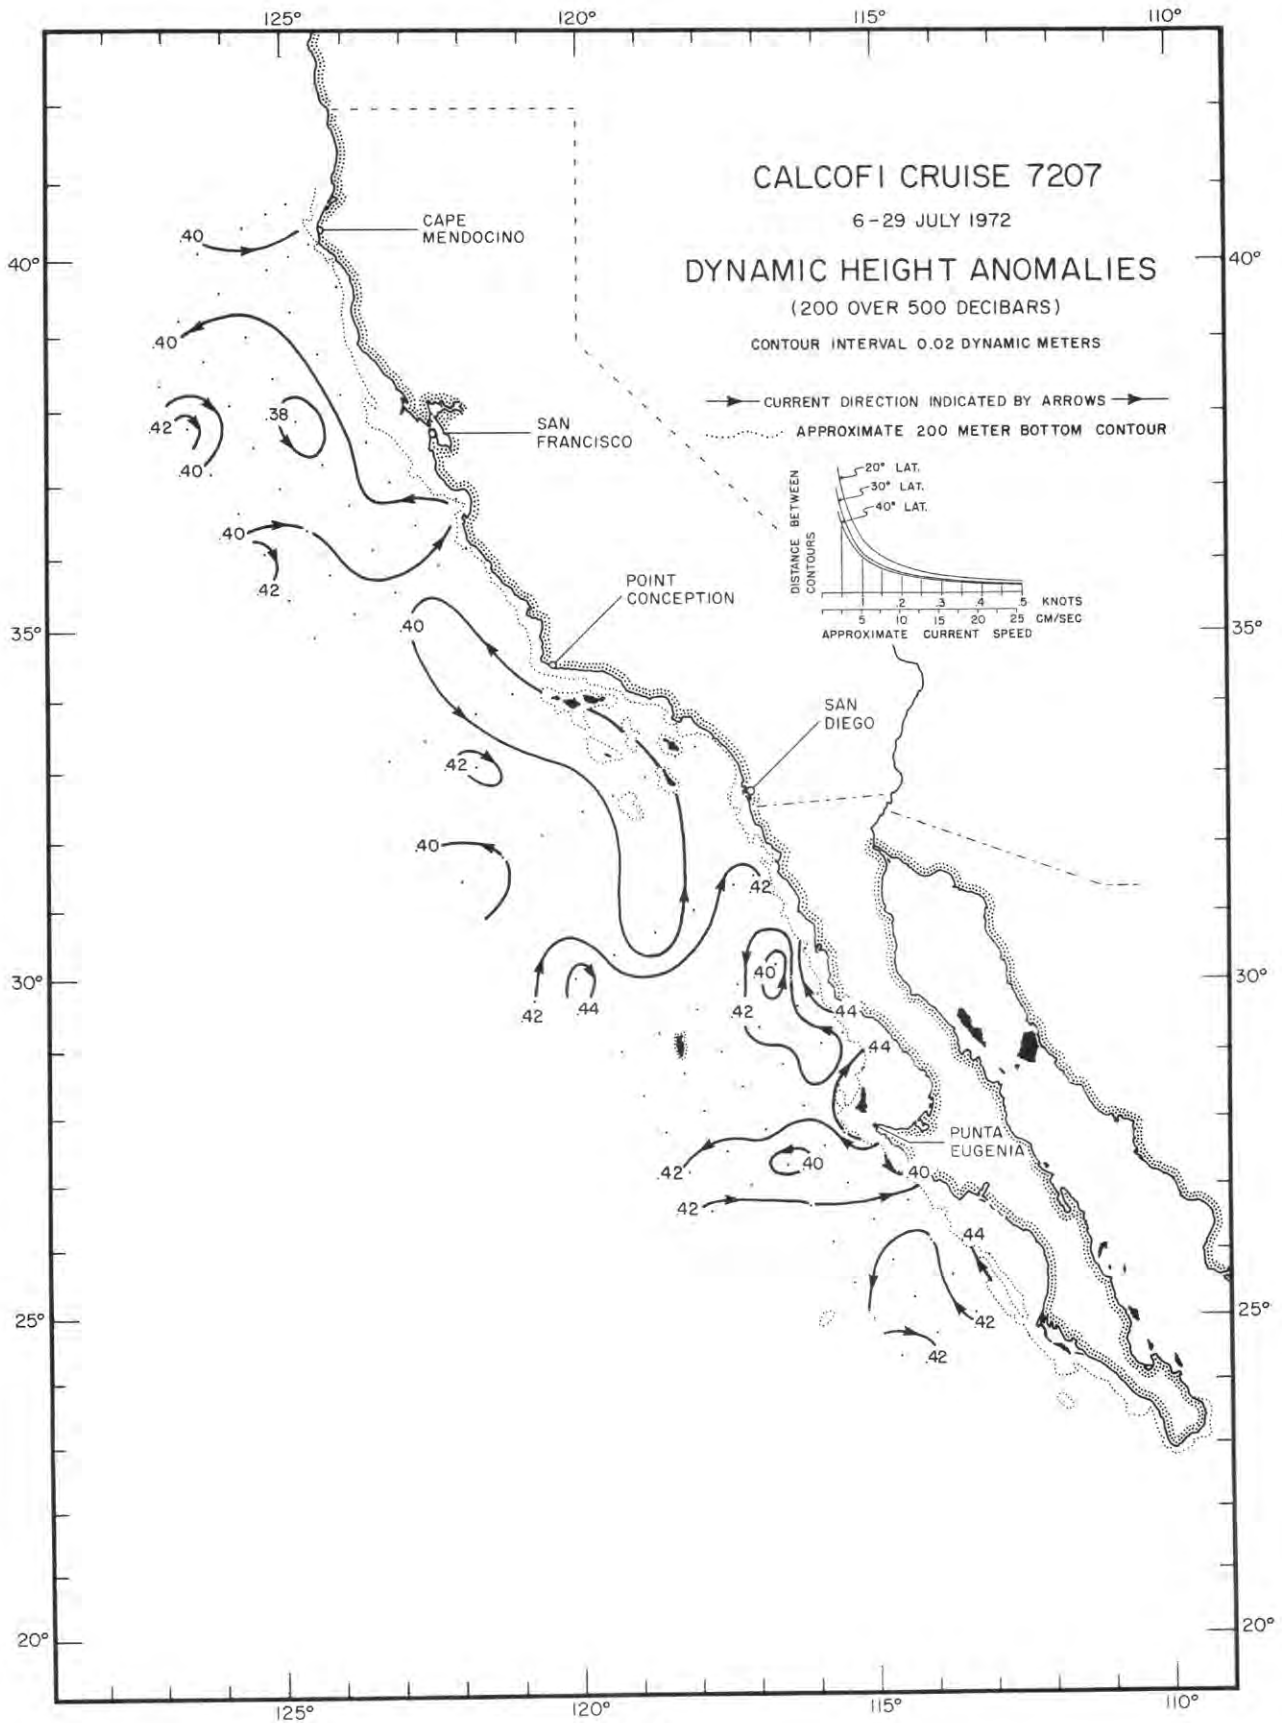 125° 120° 115° 110°
CALCOFI CRUISE 7207
6-29 JULY 1972
DYNAMIC HEIGHT ANOMALIES
(200 OVER 500 DECIBARS)
CONTOUR INTERVAL 0.02 DYNAMIC METERS
CURRENT DIRECTION INDICATED BY ARROWS
APPROXIMATE 200 METER BOTTOM CONTOUR
DISTANCE BETWEEN
CONTOURS
20° LAT.
30° LAT.
40° LAT.
.1 .2 .3 .4 .5 KNOTS
5 10 15 20 25 CM/SEC
APPROXIMATE CURRENT SPEED
CAPE
MENDOCINO
.40
40° 40°
.40
.38
.42
.40
SAN
FRANCISCO
.40
.42
POINT
CONCEPTION
.40
35° 35°
SAN
DIEGO
.42
.40
.42
.40
30° 30°
.42 .44 .42 .44
.44
PUNTA
EUGENIA
.42 .40 .40
.42
.44
25° 25°
.42
.42
20° 20°
125° 120° 115° 110°